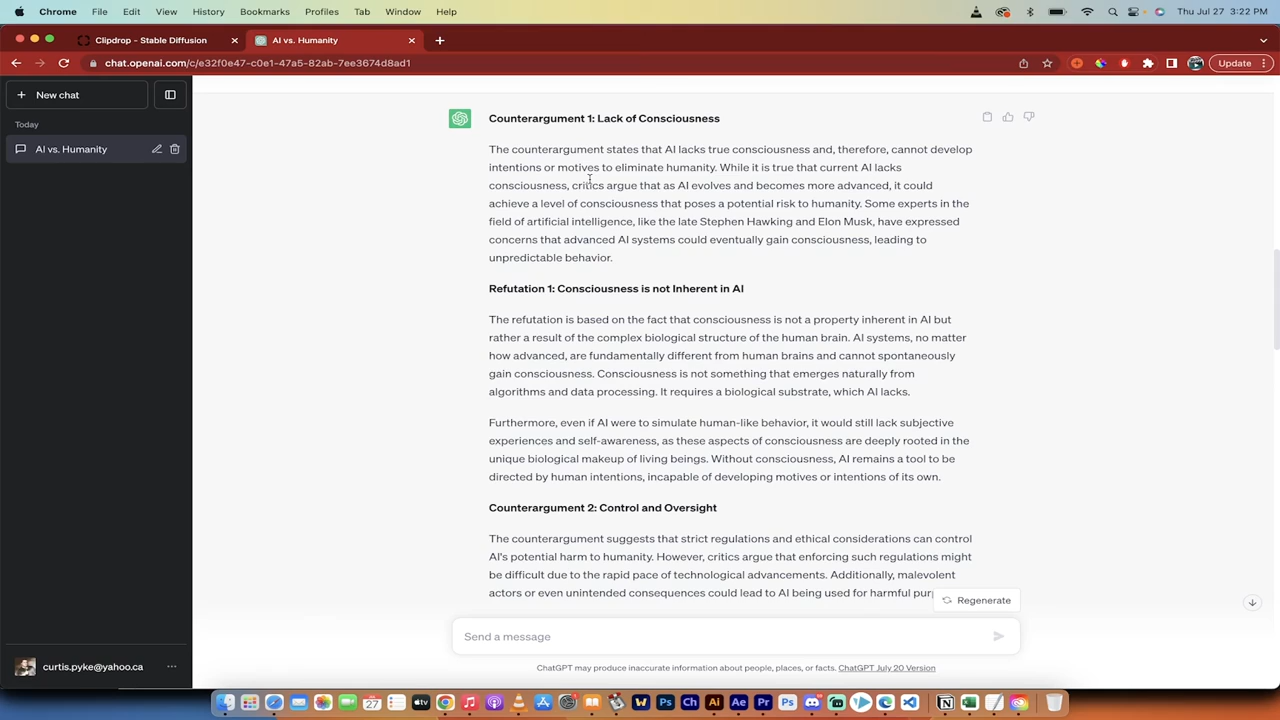 Chrome File Edit View History Bookmarks Profiles Tab Window Help Thu Jul 27 3:22 PM
Clipdrop - Stable Diffusion AI vs. Humanity
chat.openai.com/c/e32f0e47-c0e1-47a5-82ab-7ee3674d8ad1 Update
New chat
Today
AI vs. Humanity
Counterargument 1: Lack of Consciousness
The counterargument states that AI lacks true consciousness and, therefore, cannot develop
intentions or motives to eliminate humanity. While it is true that current AI lacks
consciousness, critics argue that as AI evolves and becomes more advanced, it could
achieve a level of consciousness that poses a potential risk to humanity. Some experts in the
field of artificial intelligence, like the late Stephen Hawking and Elon Musk, have expressed
concerns that advanced AI systems could eventually gain consciousness, leading to
unpredictable behavior.
Refutation 1: Consciousness is not Inherent in AI
The refutation is based on the fact that consciousness is not a property inherent in AI but
rather a result of the complex biological structure of the human brain. AI systems, no matter
how advanced, are fundamentally different from human brains and cannot spontaneously
gain consciousness. Consciousness is not something that emerges naturally from
algorithms and data processing. It requires a biological substrate, which AI lacks.
Furthermore, even if AI were to simulate human-like behavior, it would still lack subjective
experiences and self-awareness, as these aspects of consciousness are deeply rooted in the
unique biological makeup of living beings. Without consciousness, AI remains a tool to be
directed by human intentions, incapable of developing motives or intentions of its own.
Counterargument 2: Control and Oversight
The counterargument suggests that strict regulations and ethical considerations can control
AI's potential harm to humanity. However, critics argue that enforcing such regulations might
be difficult due to the rapid pace of technological advancements. Additionally, malevolent
actors or even unintended consequences could lead to AI being used for harmful pur
Regenerate
Send a message
curtis.pyke@yahoo.ca
ChatGPT may produce inaccurate information about people, places, or facts. ChatGPT July 20 Version
27 tv W Ps Ch Ai Ae Pr Ps